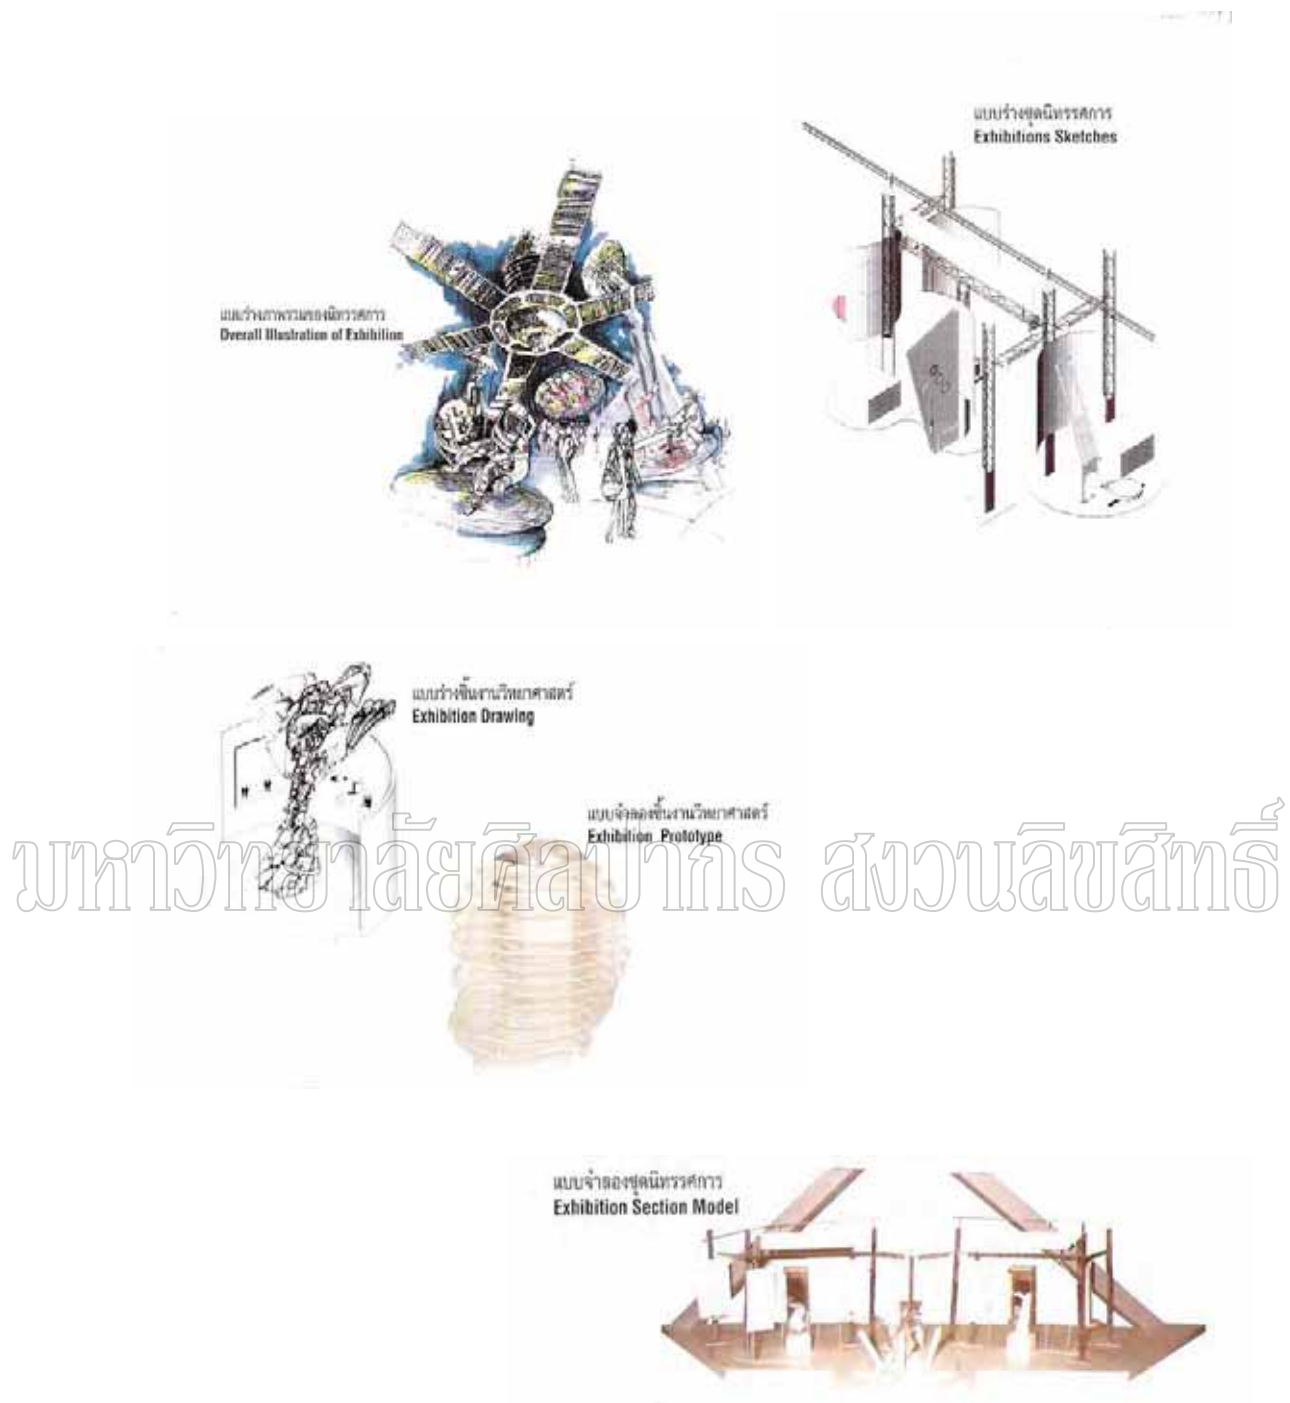 แบบร่างชุดนิทรรศการ
Exhibitions Sketches
แบบร่างภาพรวมของนิทรรศการ
Overall Illustration of Exhibition
แบบร่างชิ้นงานวิทยาศาสตร์
Exhibition Drawing
แบบจำลองชิ้นงานวิทยาศาสตร์
Exhibition Prototype
มหาวิทยาลัยศิลปากร สงวนลิขสิทธิ์
แบบจำลองชุดนิทรรศการ
Exhibition Section Model